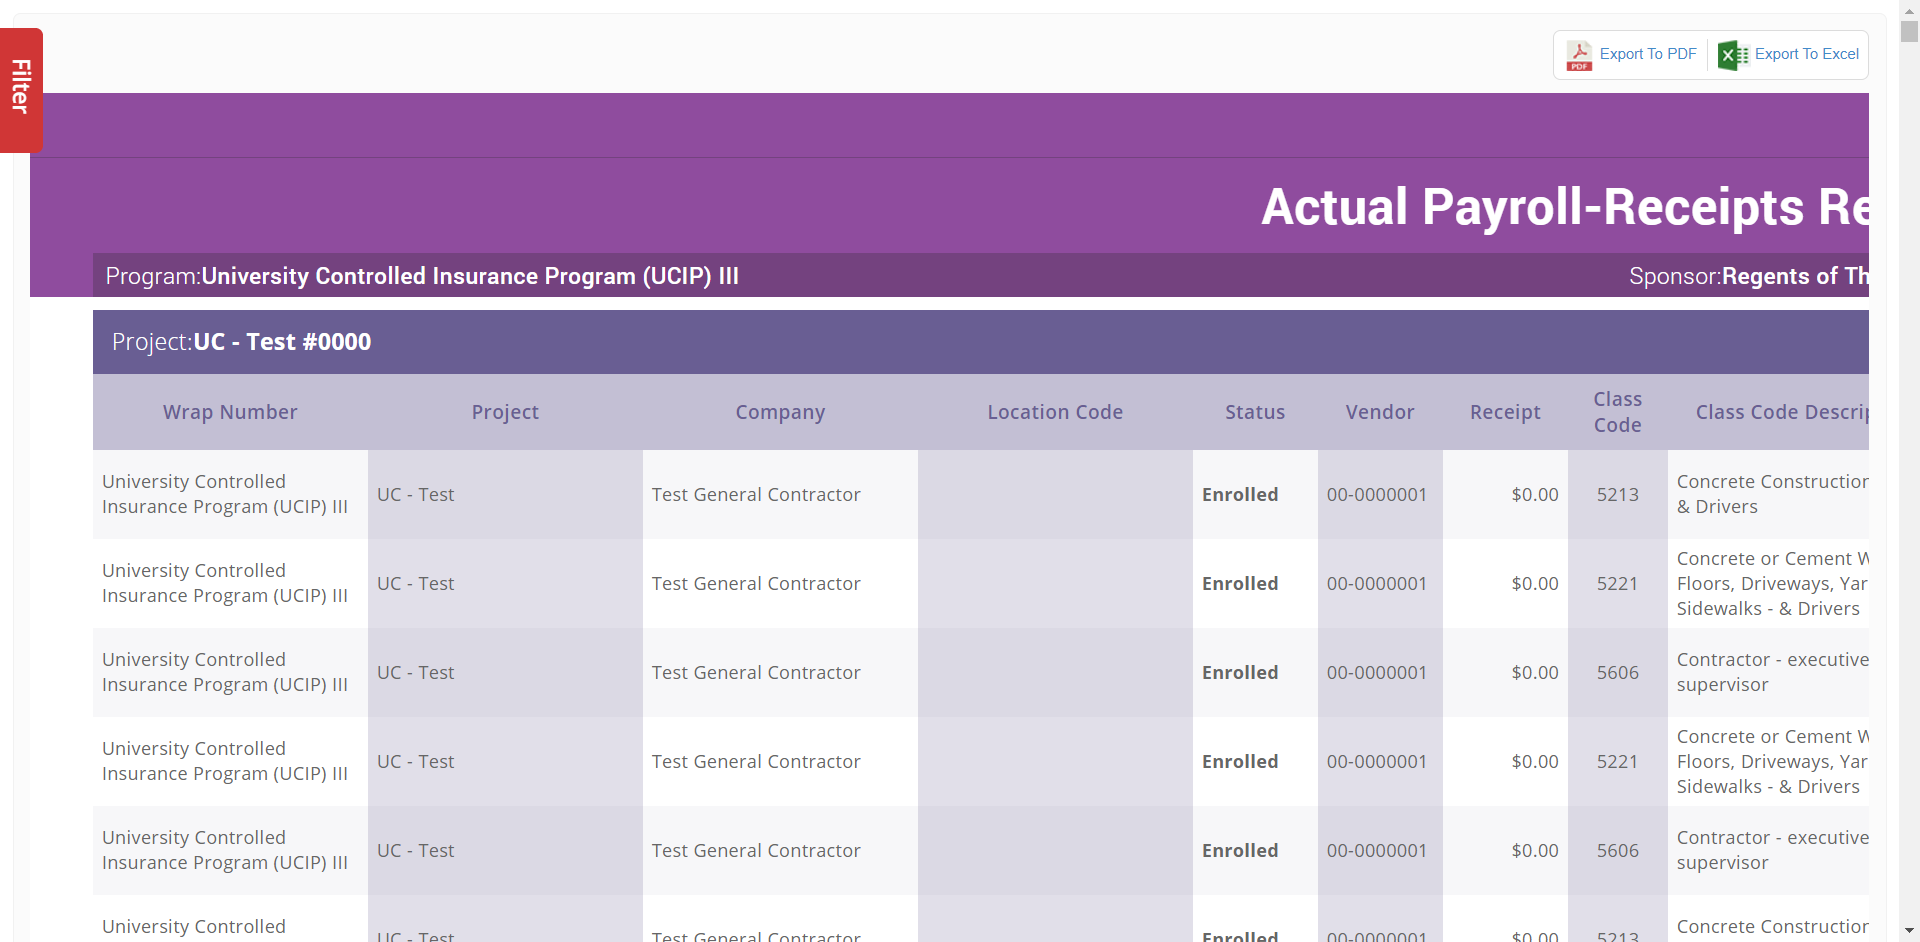 Filter
PDF
Export To PDF
Export To Excel
Actual Payroll-Receipts Re
Program:University Controlled Insurance Program (UCIP) III
Sponsor:Regents of Th
Project:UC - Test #0000
Wrap Number
Project
Company
Location Code
Status
Vendor
Receipt
Class
Code
Class Code Descrip
University Controlled
Insurance Program (UCIP) III
UC - Test
Test General Contractor
Enrolled
00-0000001
$0.00
5213
Concrete Construction
& Drivers
University Controlled
Insurance Program (UCIP) III
UC - Test
Test General Contractor
Enrolled
00-0000001
$0.00
5221
Concrete or Cement W
Floors, Driveways, Yar
Sidewalks - & Drivers
University Controlled
Insurance Program (UCIP) III
UC - Test
Test General Contractor
Enrolled
00-0000001
$0.00
5606
Contractor - executive
supervisor
University Controlled
Insurance Program (UCIP) III
UC - Test
Test General Contractor
Enrolled
00-0000001
$0.00
5221
Concrete or Cement W
Floors, Driveways, Yar
Sidewalks - & Drivers
University Controlled
Insurance Program (UCIP) III
UC - Test
Test General Contractor
Enrolled
00-0000001
$0.00
5606
Contractor - executive
supervisor
University Controlled
UC - Test
Test General Contractor
Enrolled
00-0000001
$0.00
5213
Concrete Construction